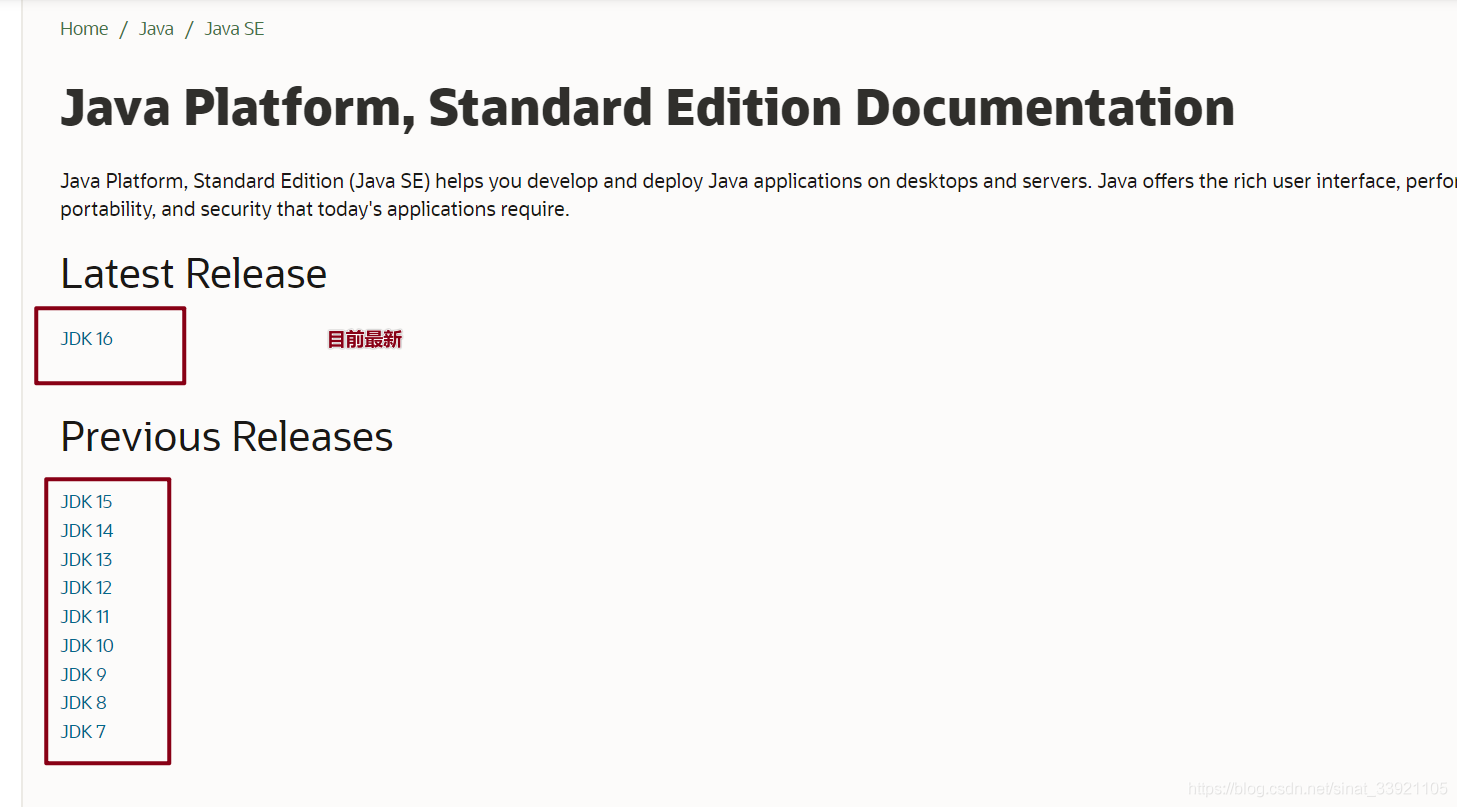 Home / Java / Java SE
Java Platform, Standard Edition Documentation
Java Platform, Standard Edition (Java SE) helps you develop and deploy Java applications on desktops and servers. Java offers the rich user interface, perfor
portability, and security that today's applications require.
Latest Release
JDK 16 目前最新
Previous Releases
JDK 15
JDK 14
JDK 13
JDK 12
JDK 11
JDK 10
JDK 9
JDK 8
JDK 7
https://blog.csdn.net/sinat_33921105